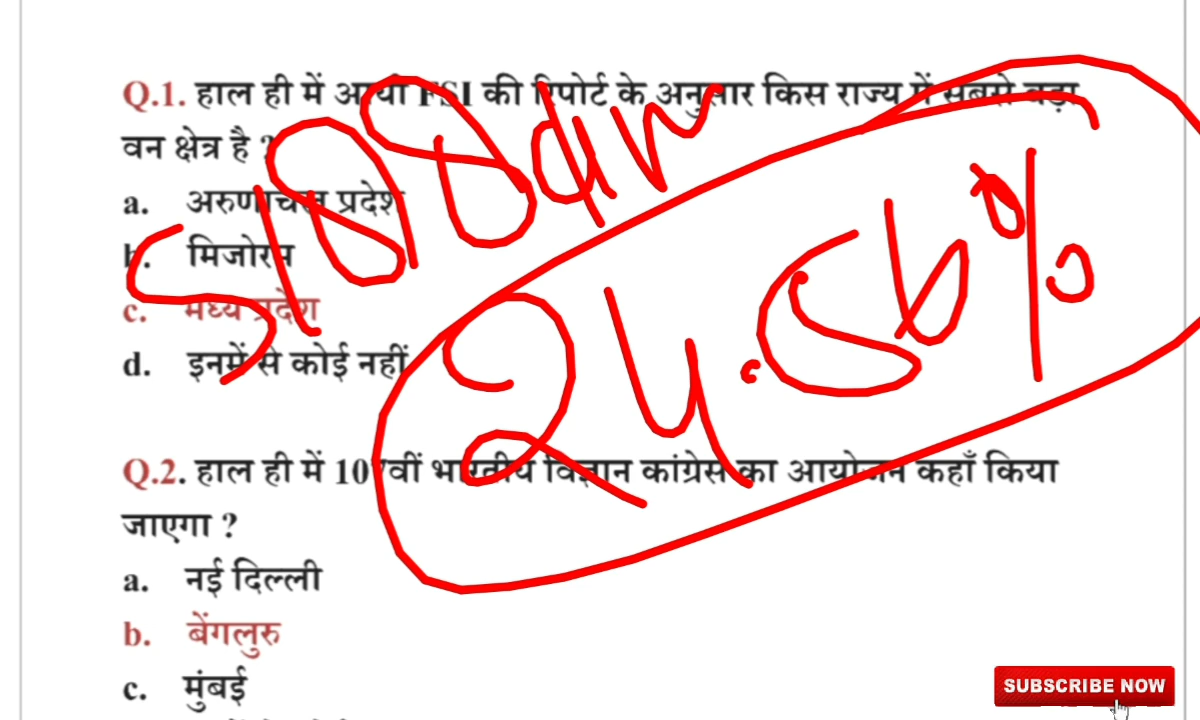 Q.1. हाल ही में आयी FSI की रिपोर्ट के अनुसार किस राज्य में सबसे बड़ा
वन क्षेत्र है ?
a. अरुणाचल प्रदेश
b. मिजोरम
c. मध्य प्रदेश
d. इनमें से कोई नहीं
24.56%
Q.2. हाल ही में 107वीं भारतीय विज्ञान कांग्रेस का आयोजन कहाँ किया
जाएगा ?
a. नई दिल्ली
b. बेंगलुरु
c. मुंबई
SUBSCRIBE NOW